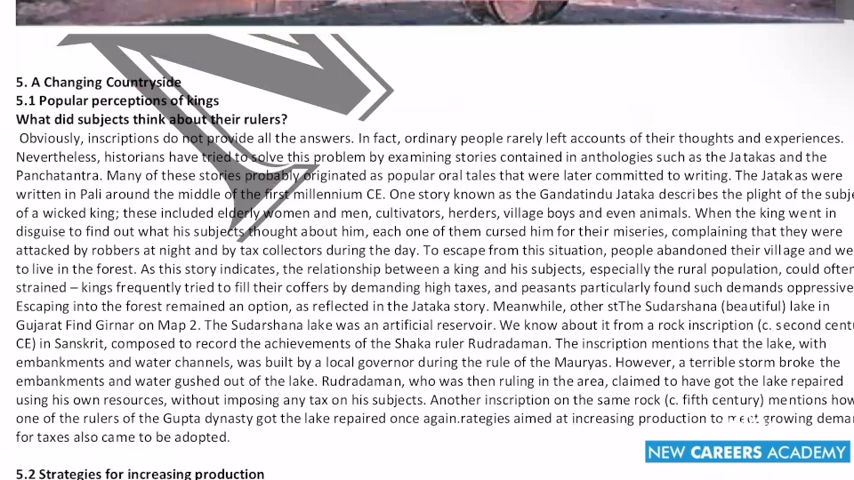 5. A Changing Countryside
5.1 Popular perceptions of kings
What did subjects think about their rulers?
Obviously, inscriptions do not provide all the answers. In fact, ordinary people rarely left accounts of their thoughts and experiences.
Nevertheless, historians have tried to solve this problem by examining stories contained in anthologies such as the Jatakas and the
Panchatantra. Many of these stories probably originated as popular oral tales that were later committed to writing. The Jatakas were
written in Pali around the middle of the first millennium CE. One story known as the Gandatindu Jataka describes the plight of the subje
of a wicked king; these included elderly women and men, cultivators, herders, village boys and even animals. When the king went in
disguise to find out what his subjects thought about him, each one of them cursed him for their miseries, complaining that they were
attacked by robbers at night and by tax collectors during the day. To escape from this situation, people abandoned their village and we
to live in the forest. As this story indicates, the relationship between a king and his subjects, especially the rural population, could often
strained – kings frequently tried to fill their coffers by demanding high taxes, and peasants particularly found such demands oppressive
Escaping into the forest remained an option, as reflected in the Jataka story. Meanwhile, other stThe Sudarshana (beautiful) lake in
Gujarat Find Girnar on Map 2. The Sudarshana lake was an artificial reservoir. We know about it from a rock inscription (c. second centu
CE) in Sanskrit, composed to record the achievements of the Shaka ruler Rudradaman. The inscription mentions that the lake, with
embankments and water channels, was built by a local governor during the rule of the Mauryas. However, a terrible storm broke the
embankments and water gushed out of the lake. Rudradaman, who was then ruling in the area, claimed to have got the lake repaired
using his own resources, without imposing any tax on his subjects. Another inscription on the same rock (c. fifth century) mentions how
one of the rulers of the Gupta dynasty got the lake repaired once again.rategies aimed at increasing production to meet growing dema
for taxes also came to be adopted.
NEW CAREERS ACADEMY
5.2 Strategies for increasing production